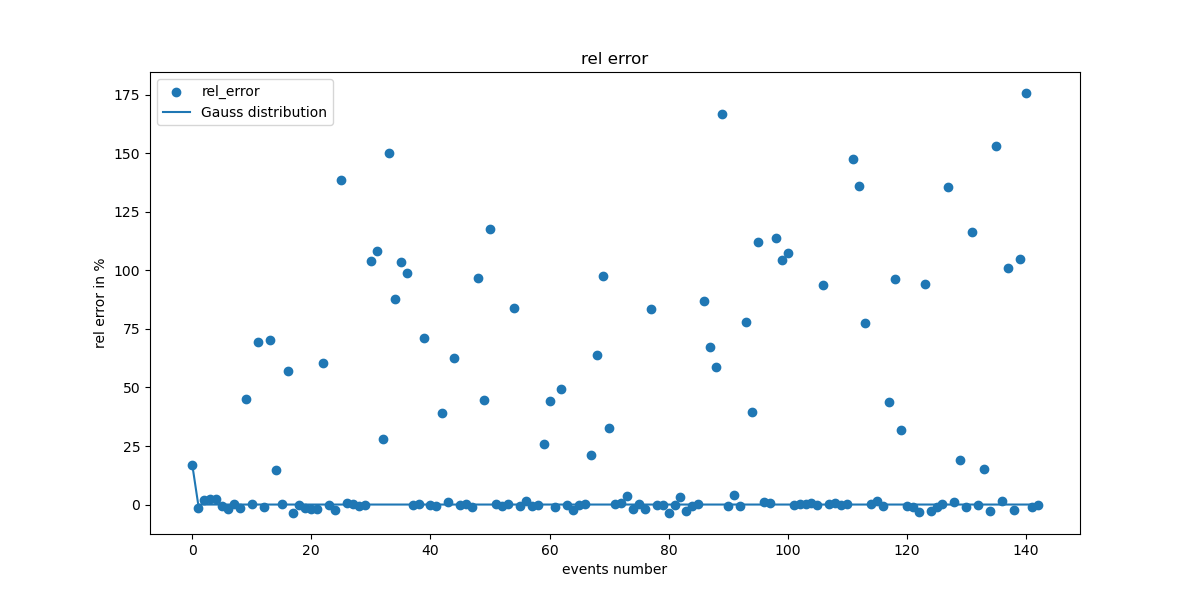 rel error
rel_error
Gauss distribution
rel error in %
175
150
125
100
75
50
25
0
0 20 40 60 80 100 120 140
events number